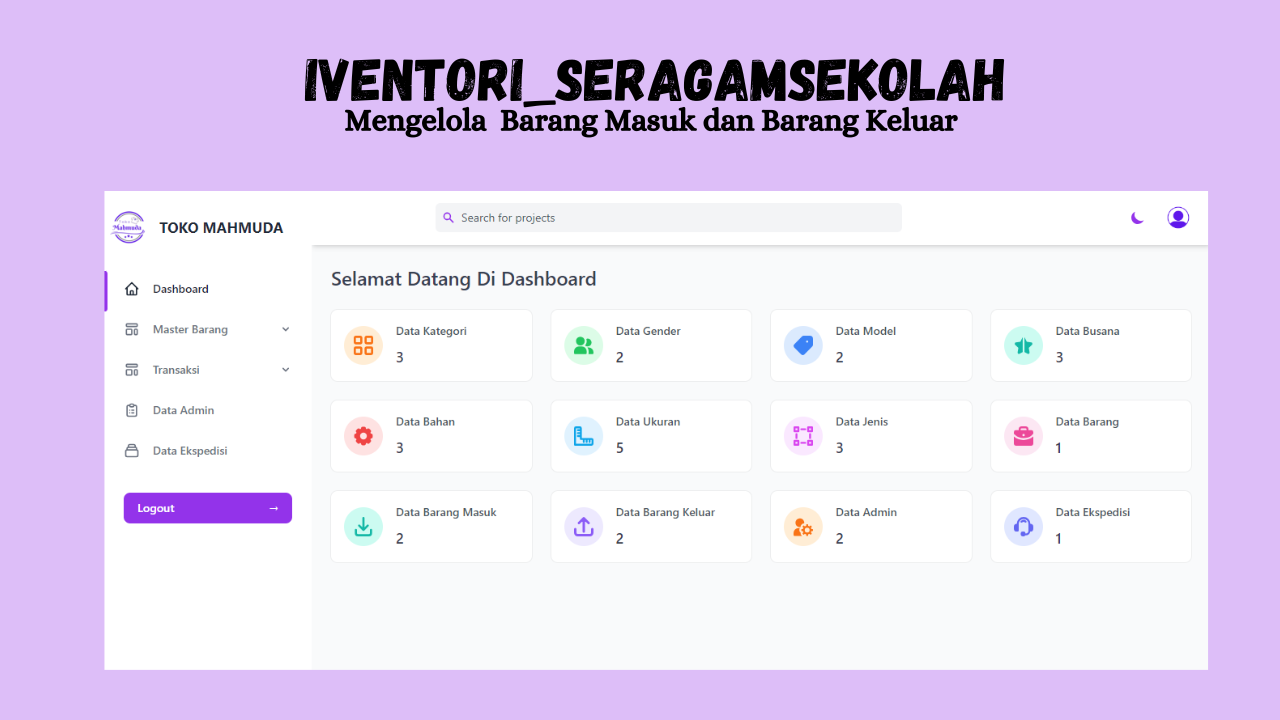 IVENTORI_SERAGAMSEKOLAH
Mengelola Barang Masuk dan Barang Keluar
Mahmuda
TOKO MAHMUDA
Search for projects
Dashboard
Master Barang
Transaksi
Data Admin
Data Ekspedisi
Logout →
Selamat Datang Di Dashboard
Data Kategori
3
Data Gender
2
Data Model
2
Data Busana
3
Data Bahan
3
Data Ukuran
5
Data Jenis
3
Data Barang
1
Data Barang Masuk
2
Data Barang Keluar
2
Data Admin
2
Data Ekspedisi
1